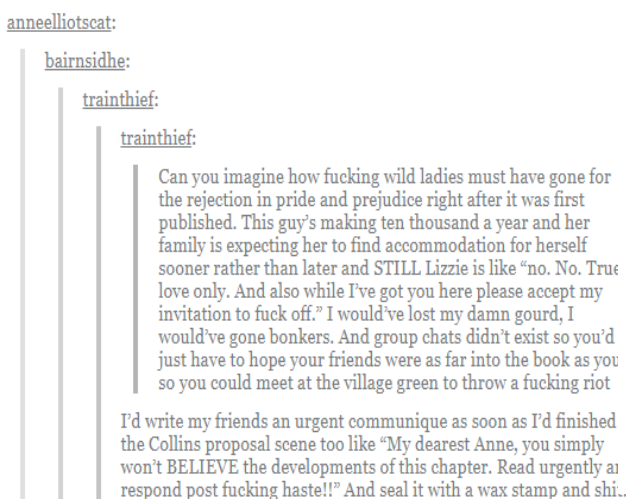 anneelliotscat:
bairnsidhe:
trainthief:
trainthief:
Can you imagine how fucking wild ladies must have gone for
the rejection in pride and prejudice right after it was first
published. This guy’s making ten thousand a year and her
family is expecting her to find accommodation for herself
sooner rather than later and STILL Lizzie is like “no. No. True
love only. And also while I’ve got you here please accept my
invitation to fuck off.” I would’ve lost my damn gourd, I
would’ve gone bonkers. And group chats didn’t exist so you’d
just have to hope your friends were as far into the book as you
so you could meet at the village green to throw a fucking riot
I’d write my friends an urgent communique as soon as I’d finished
the Collins proposal scene too like “My dearest Anne, you simply
won’t BELIEVE the developments of this chapter. Read urgently an
respond post fucking haste!!” And seal it with a wax stamp and